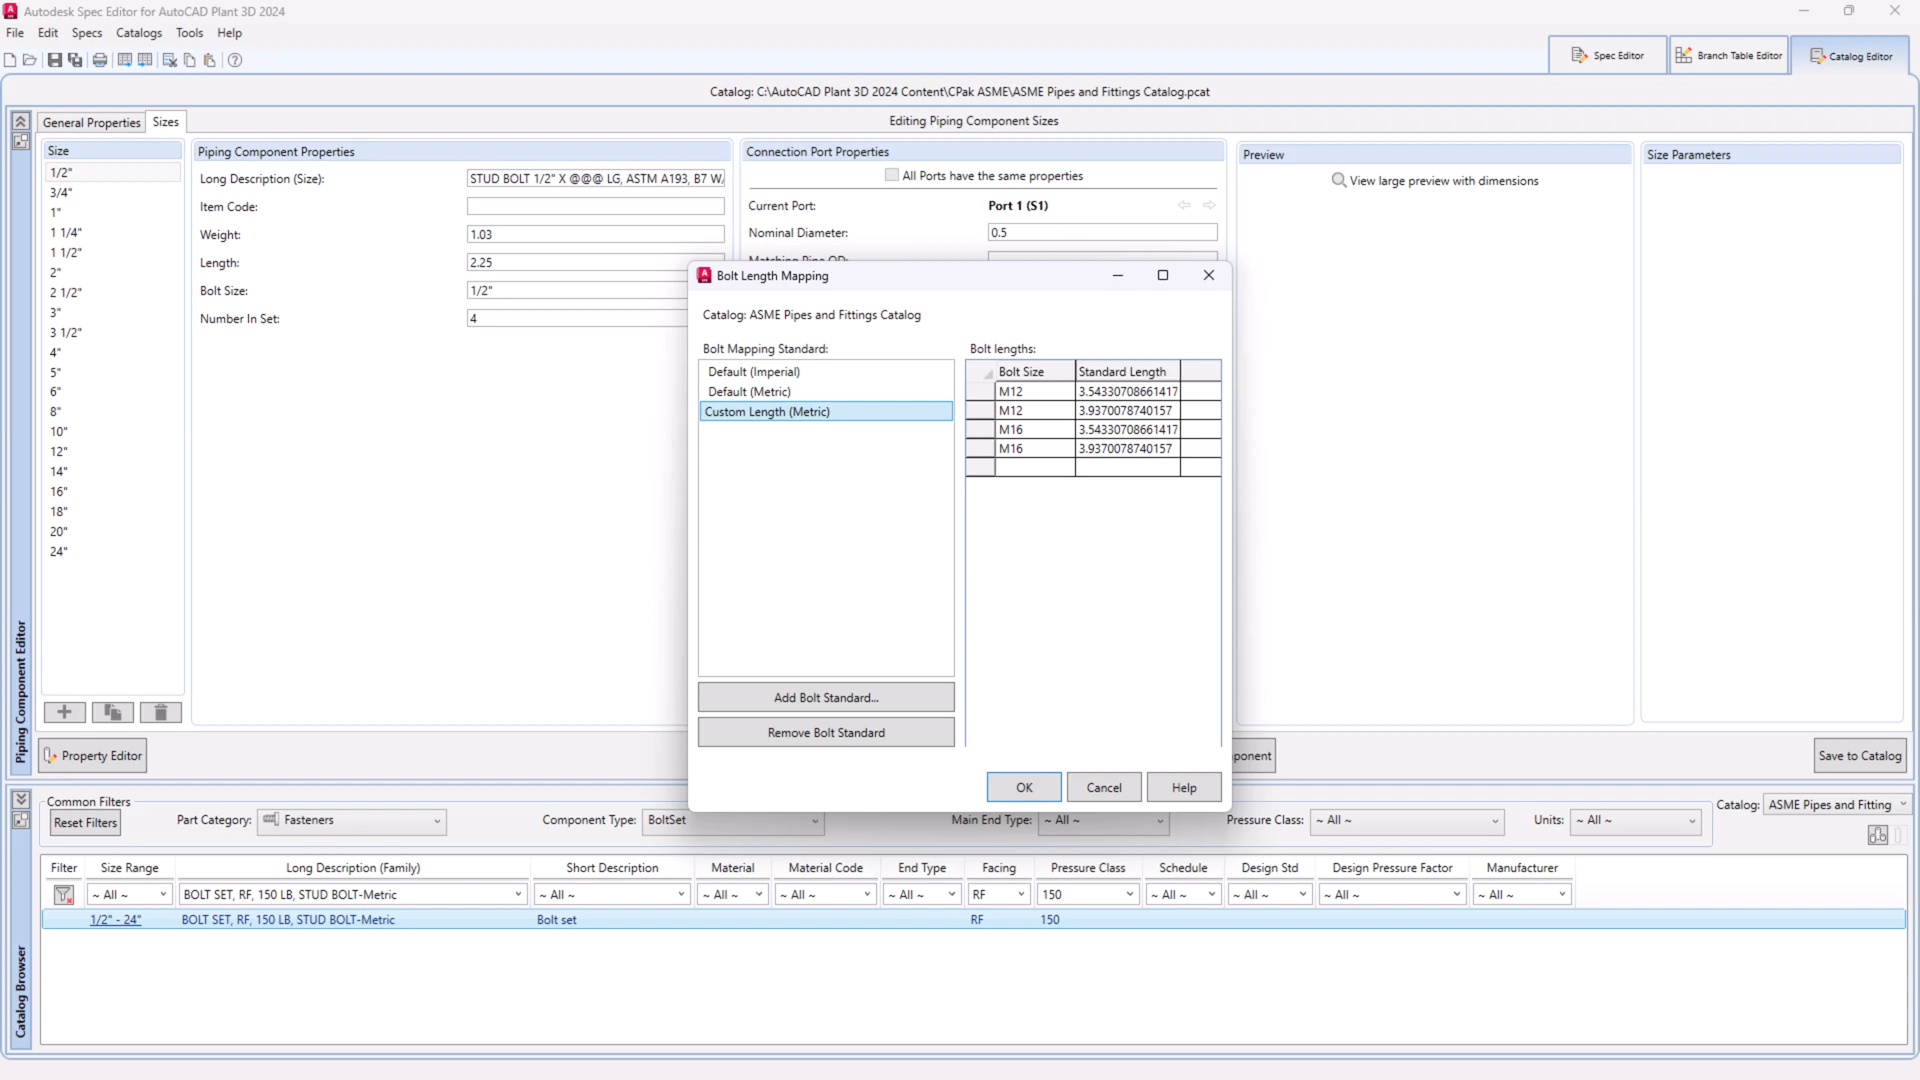 Autodesk Spec Editor for AutoCAD Plant 3D 2024
File Edit Specs Catalogs Tools Help
Spec Editor Branch Table Editor Catalog Editor
Catalog: C:\AutoCAD Plant 3D 2024 Content\CPak ASME\ASME Pipes and Fittings Catalog.pcat
General Properties Sizes Editing Piping Component Sizes
Piping Component Editor
Size
1/2"
3/4"
1"
1 1/4"
1 1/2"
2"
2 1/2"
3"
3 1/2"
4"
5"
6"
8"
10"
12"
14"
16"
18"
20"
24"
Piping Component Properties
Long Description (Size): STUD BOLT 1/2" X @@@ LG, ASTM A193, B7 W/
Item Code:
Weight: 1.03
Length: 2.25
Bolt Size: 1/2"
Number In Set: 4
Connection Port Properties
All Ports have the same properties
Current Port: Port 1 (S1)
Nominal Diameter: 0.5
Matching Pipe OD:
Preview
View large preview with dimensions
Size Parameters
Bolt Length Mapping
Catalog: ASME Pipes and Fittings Catalog
Bolt Mapping Standard:
Default (Imperial)
Default (Metric)
Custom Length (Metric)
Bolt lengths:
Bolt Size Standard Length
M12 3.54330708661417
M12 3.9370078740157
M16 3.54330708661417
M16 3.9370078740157
Add Bolt Standard...
Remove Bolt Standard
OK Cancel Help
Property Editor
ponent
Save to Catalog
Catalog Browser
Common Filters
Reset Filters Part Category: Fasteners Component Type: BoltSet Main End Type: ~ All ~ Pressure Class: ~ All ~ Units: ~ All ~
Catalog: ASME Pipes and Fitting
Filter Size Range Long Description (Family) Short Description Material Material Code End Type Facing Pressure Class Schedule Design Std Design Pressure Factor Manufacturer
~ All ~ BOLT SET, RF, 150 LB, STUD BOLT-Metric ~ All ~ ~ All ~ ~ All ~ ~ All ~ RF 150 ~ All ~ ~ All ~ ~ All ~ ~ All ~
1/2" - 24" BOLT SET, RF, 150 LB, STUD BOLT-Metric Bolt set RF 150